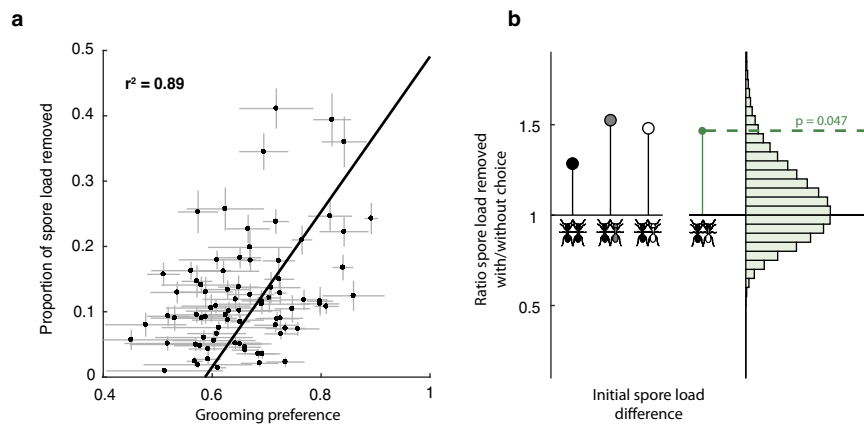 a
Proportion of spore load removed
0.5
0.4
0.3
0.2
0.1
0
r² = 0.89
0.4
0.6
0.8
1
Grooming preference
b
Ratio spore load removed
with/without choice
1.5
1
0.5
p = 0.047
Initial spore load
difference